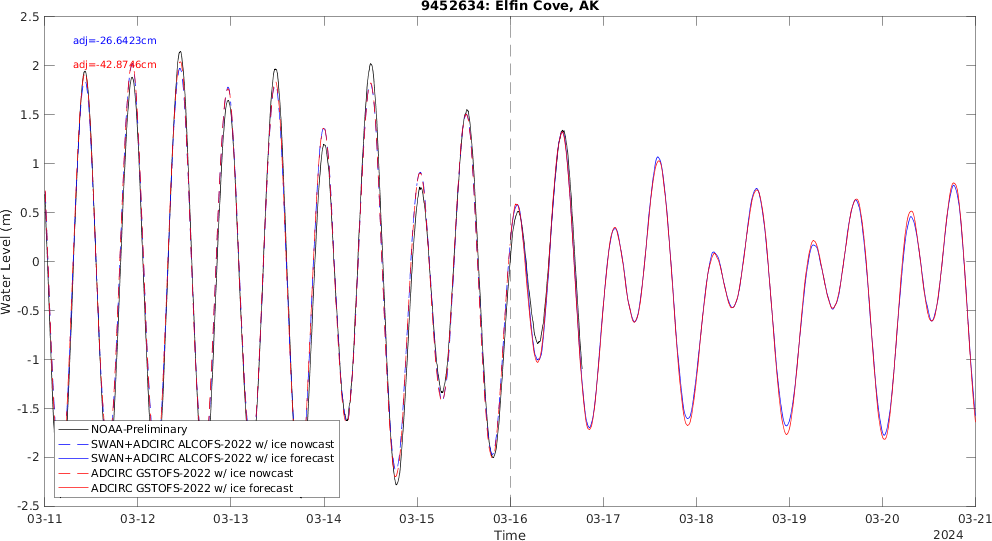 9452634: Elfin Cove, AK
adj=-26.6423cm
adj=-42.8746cm
Water Level (m)
2.5
2
1.5
1
0.5
0
-0.5
-1
-1.5
-2
-2.5
NOAA-Preliminary
SWAN+ADCIRC ALCOFS-2022 w/ ice nowcast
SWAN+ADCIRC ALCOFS-2022 w/ ice forecast
ADCIRC GSTOFS-2022 w/ ice nowcast
ADCIRC GSTOFS-2022 w/ ice forecast
03-11 03-12 03-13 03-14 03-15 03-16 03-17 03-18 03-19 03-20 03-21
Time
2024